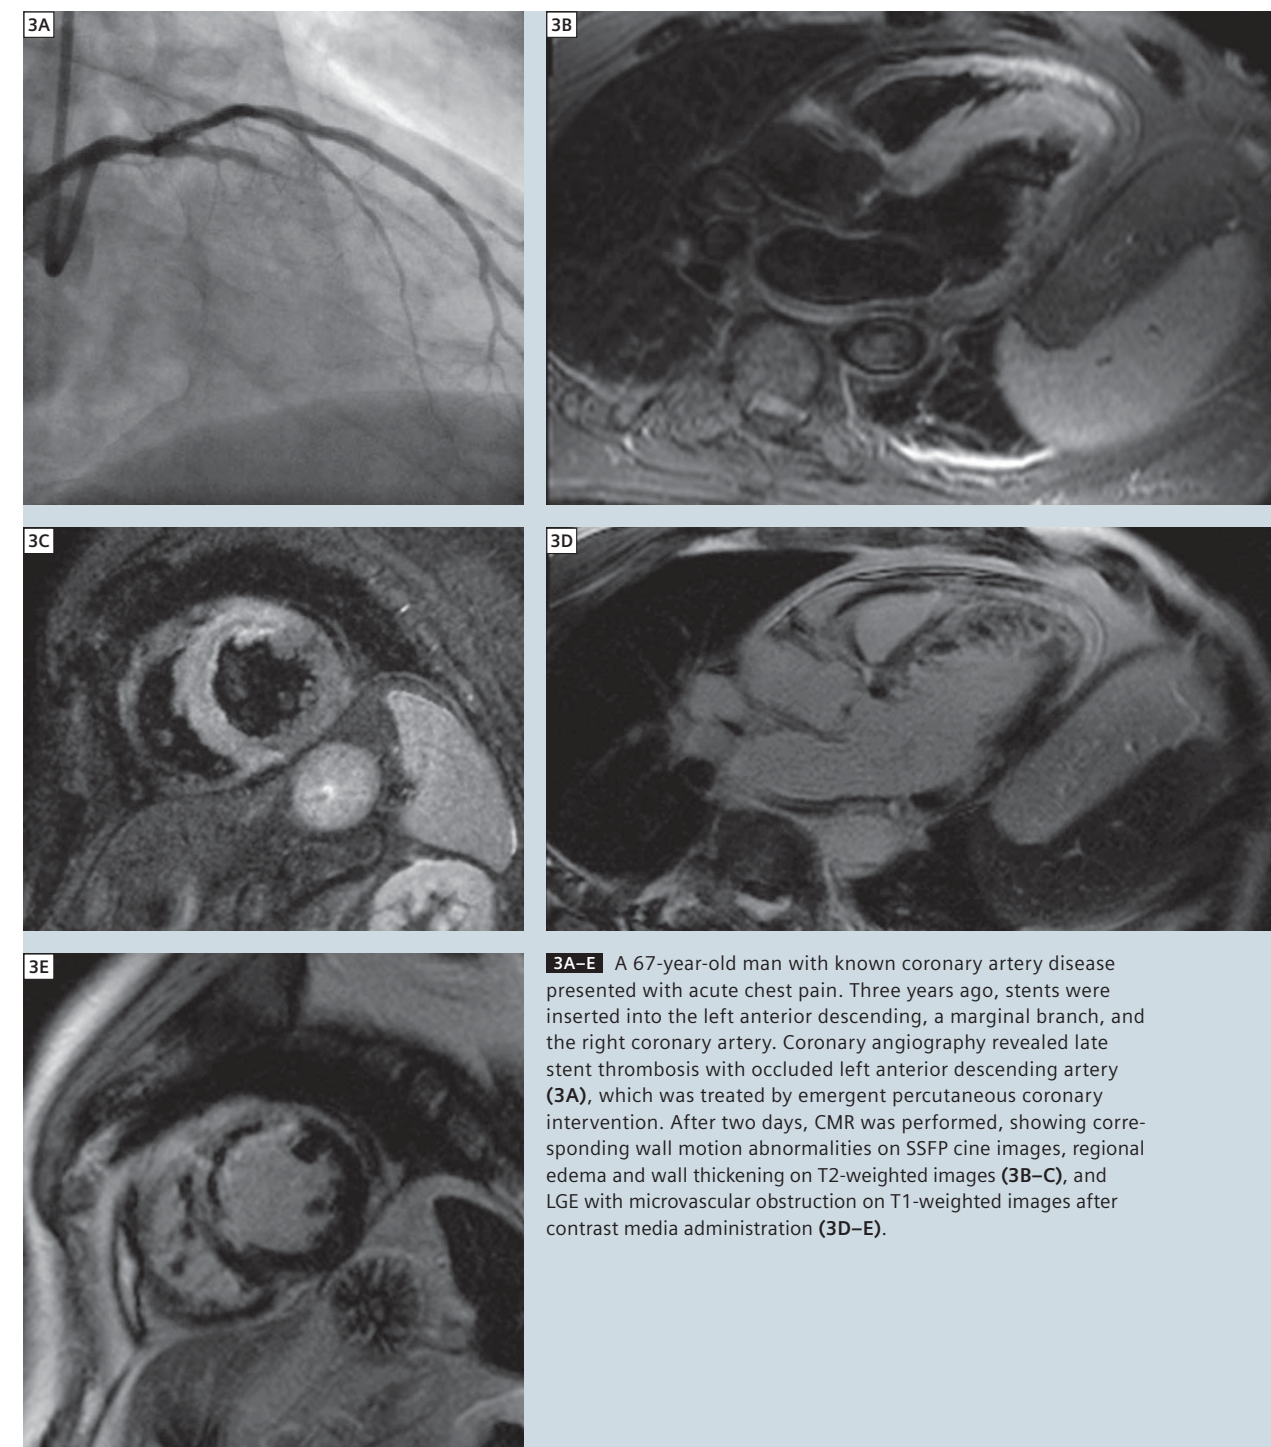 3A
3B
3C
3D
3E
3A–E A 67-year-old man with known coronary artery disease
presented with acute chest pain. Three years ago, stents were
inserted into the left anterior descending, a marginal branch, and
the right coronary artery. Coronary angiography revealed late
stent thrombosis with occluded left anterior descending artery
(3A), which was treated by emergent percutaneous coronary
intervention. After two days, CMR was performed, showing corre-
sponding wall motion abnormalities on SSFP cine images, regional
edema and wall thickening on T2-weighted images (3B–C), and
LGE with microvascular obstruction on T1-weighted images after
contrast media administration (3D–E).